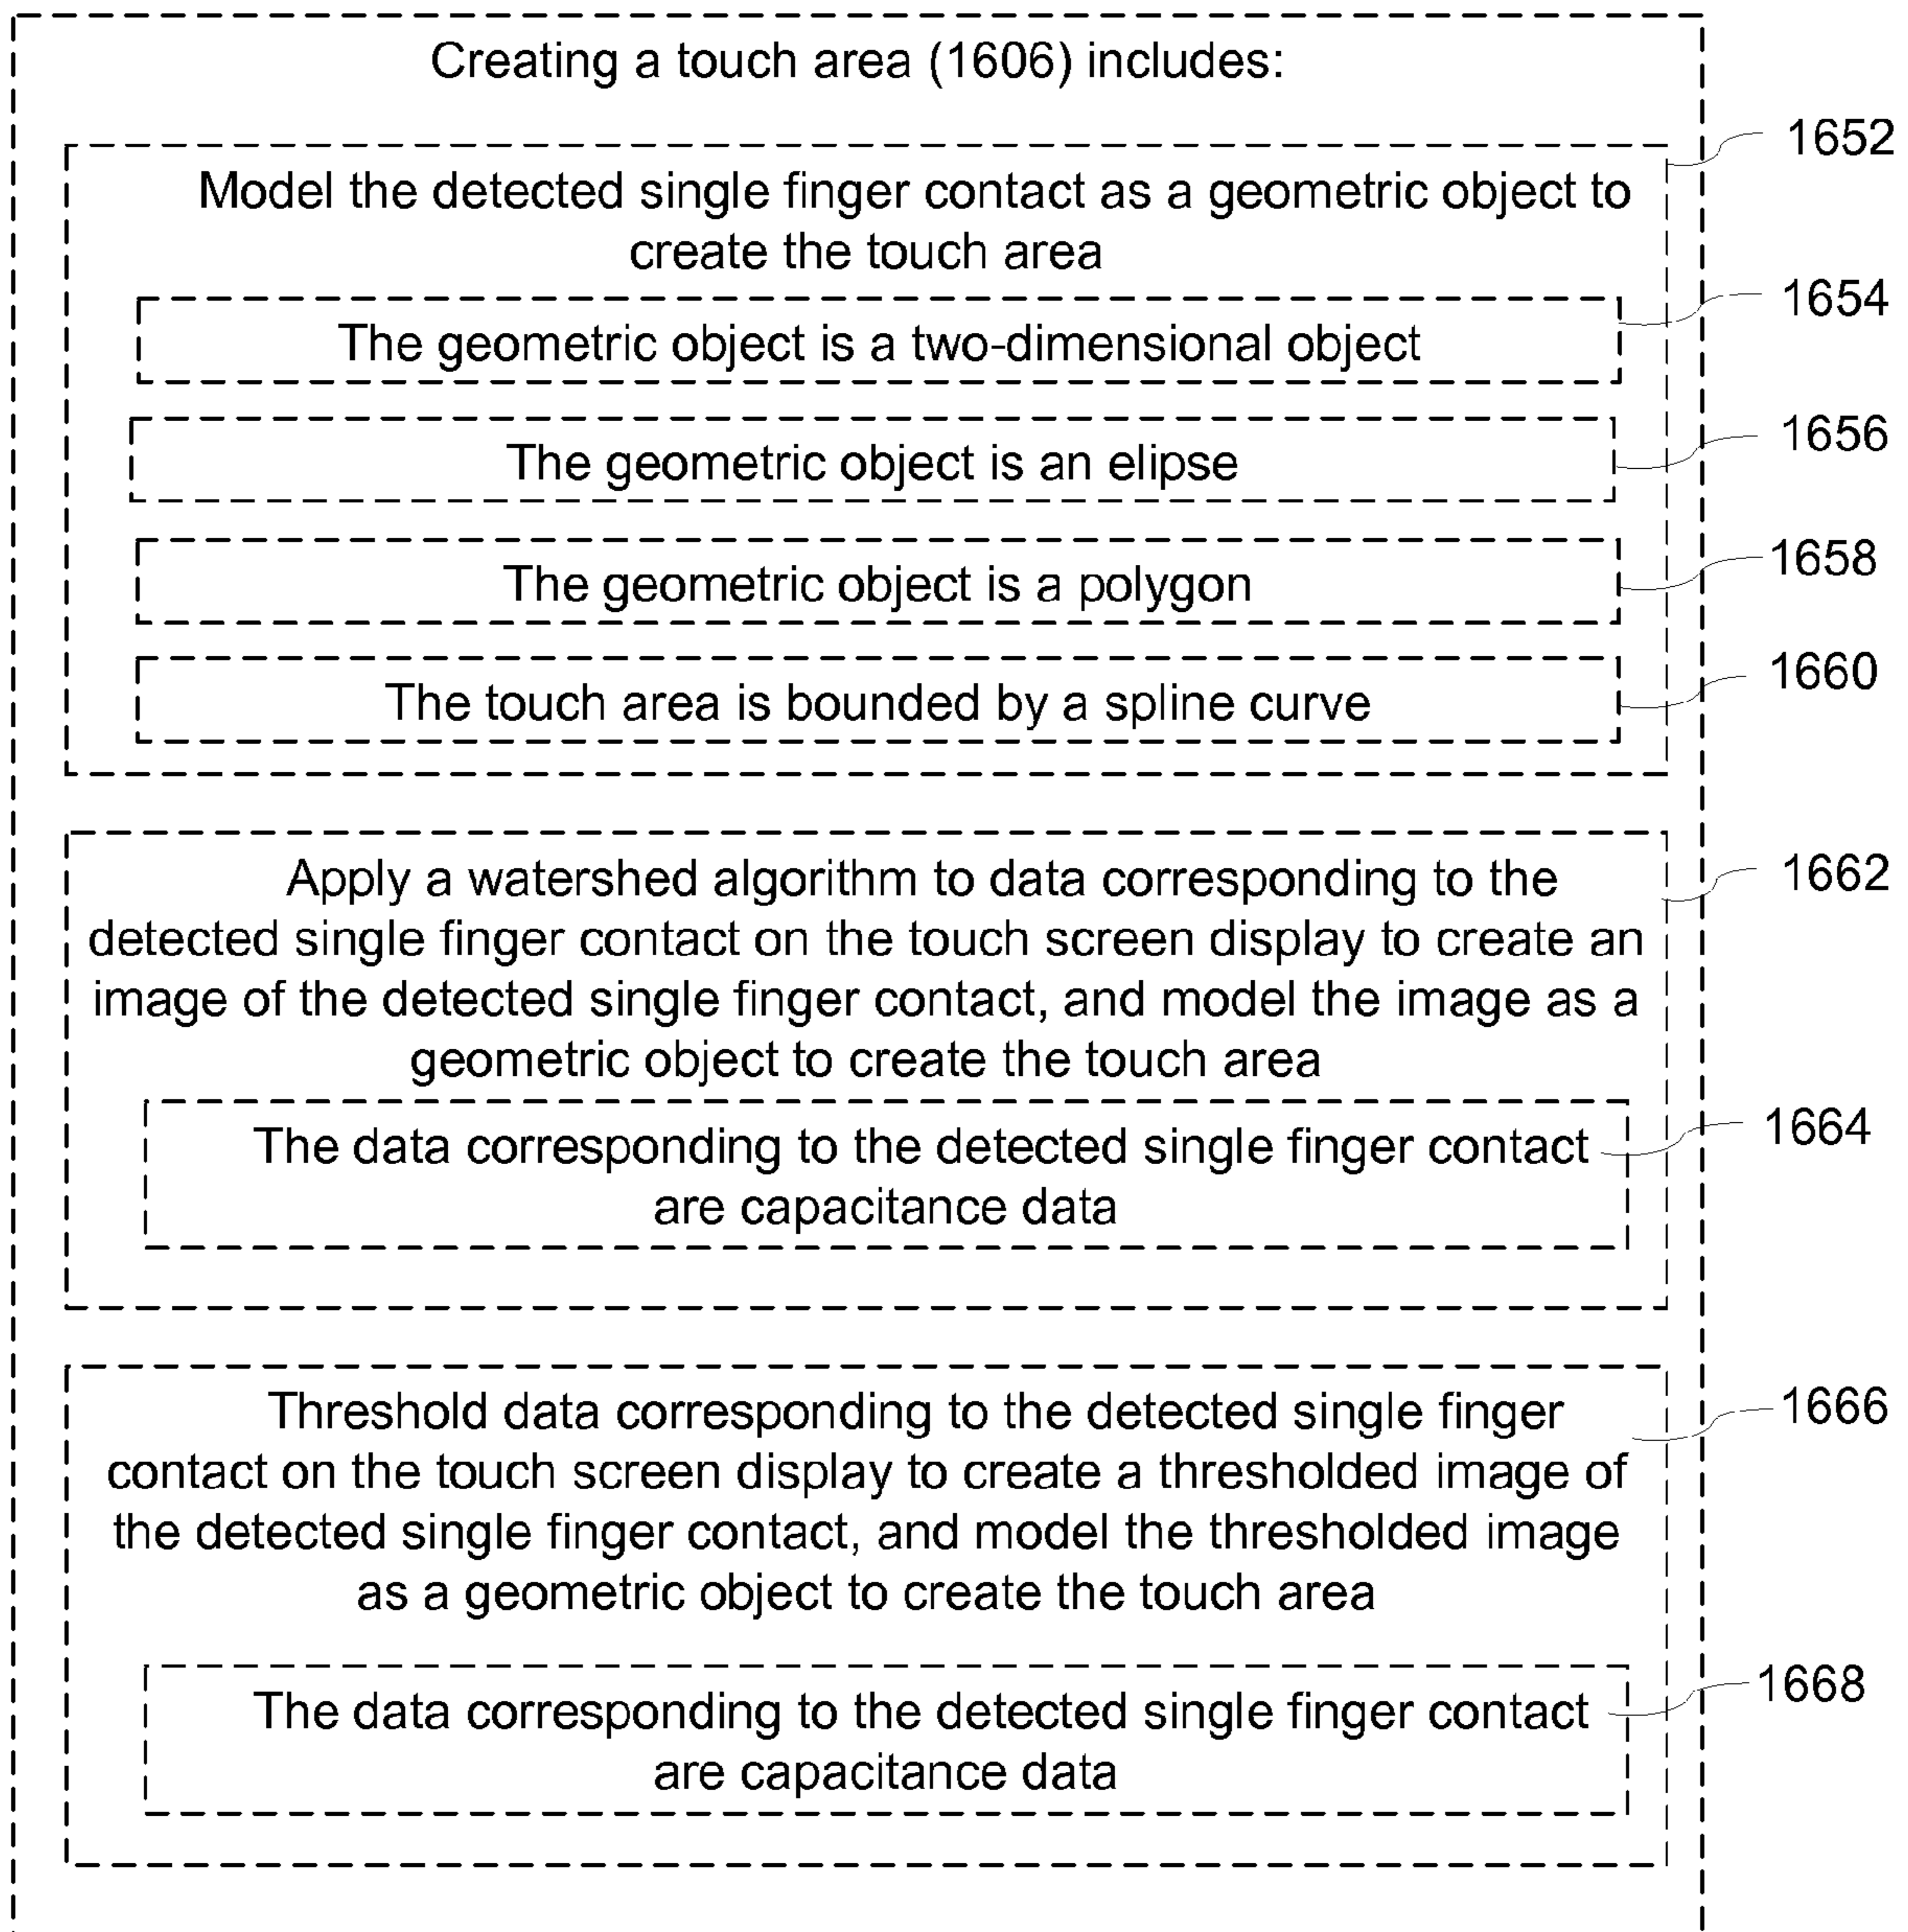 Creating a touch area (1606) includes:
1652
Model the detected single finger contact as a geometric object to
create the touch area
1654
The geometric object is a two-dimensional object
1656
The geometric object is an elipse
1658
The geometric object is a polygon
1660
The touch area is bounded by a spline curve
1662
Apply a watershed algorithm to data corresponding to the
detected single finger contact on the touch screen display to create an
image of the detected single finger contact, and model the image as a
geometric object to create the touch area
1664
The data corresponding to the detected single finger contact
are capacitance data
1666
Threshold data corresponding to the detected single finger
contact on the touch screen display to create a thresholded image of
the detected single finger contact, and model the thresholded image
as a geometric object to create the touch area
1668
The data corresponding to the detected single finger contact
are capacitance data